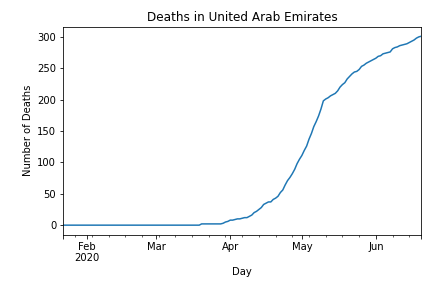 Deaths in United Arab Emirates
300
250
200
150
100
50
0
Number of Deaths
Feb
2020
Mar
Apr
May
Jun
Day